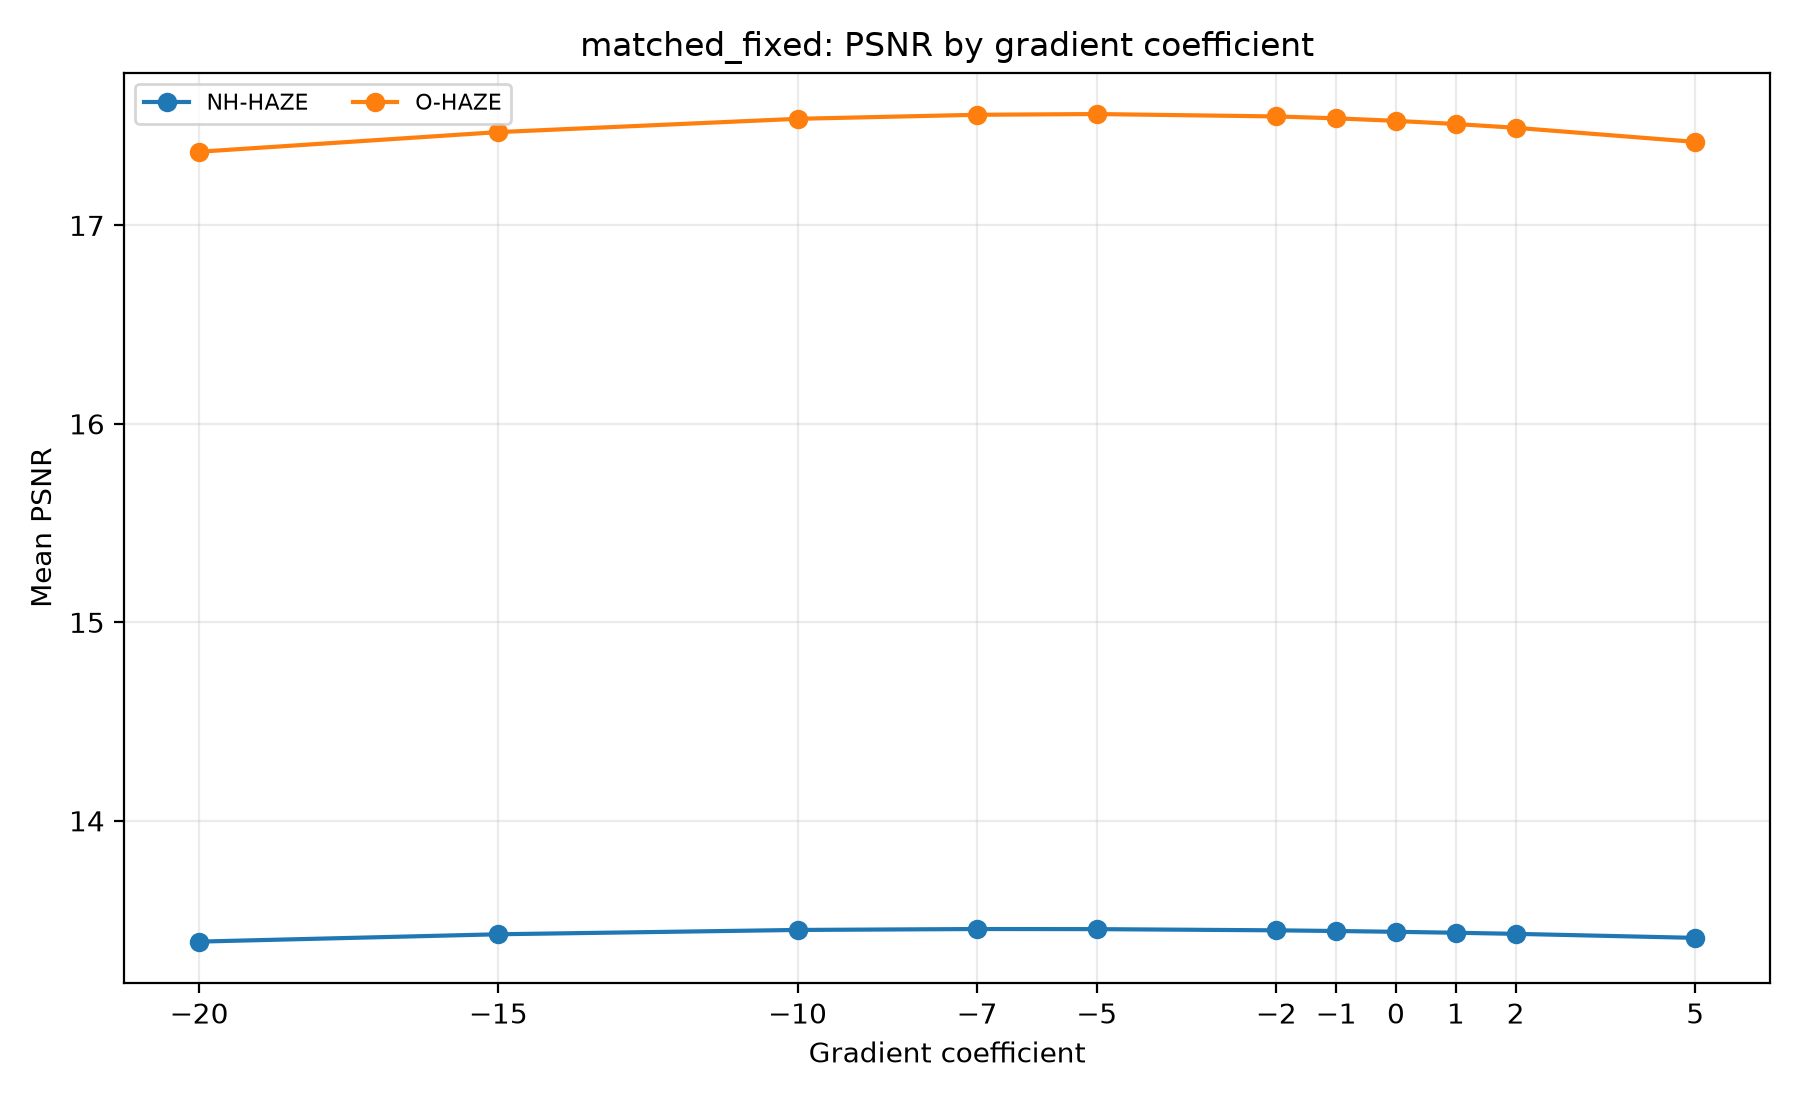 matched_fixed: PSNR by gradient coefficient
NH-HAZE O-HAZE
17
16
15
14
Mean PSNR
−20 −15 −10 −7 −5 −2 −1 0 1 2 5
Gradient coefficient